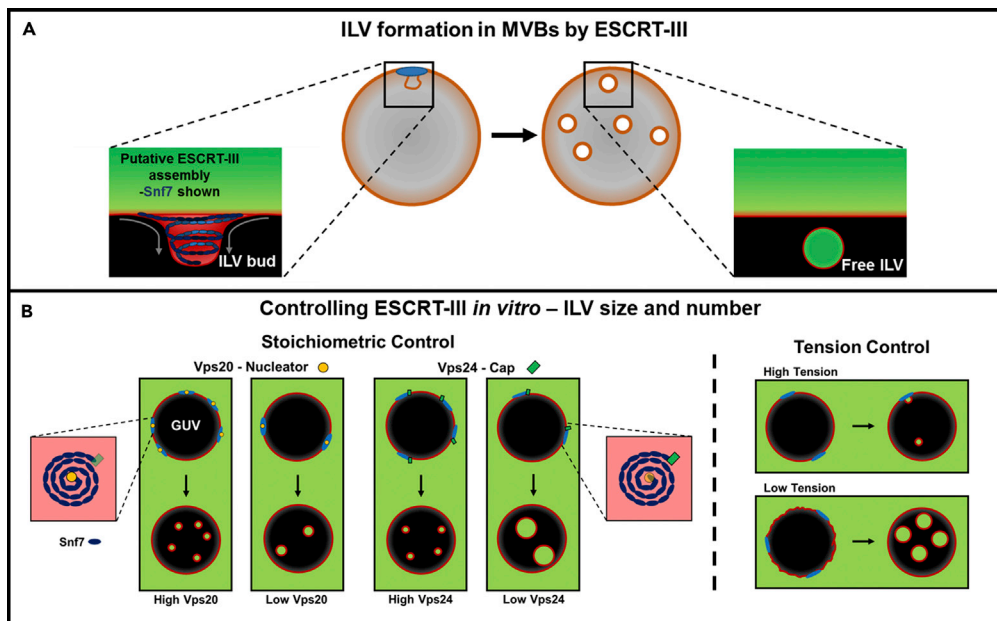 A
ILV formation in MVBs by ESCRT-III
Putative ESCRT-III
assembly
-Snf7 shown
ILV bud
Free ILV
B
Controlling ESCRT-III in vitro – ILV size and number
Stoichiometric Control
Tension Control
Vps20 - Nucleator
Vps24 - Cap
High Tension
GUV
Low Tension
Snf7
High Vps20
Low Vps20
High Vps24
Low Vps24